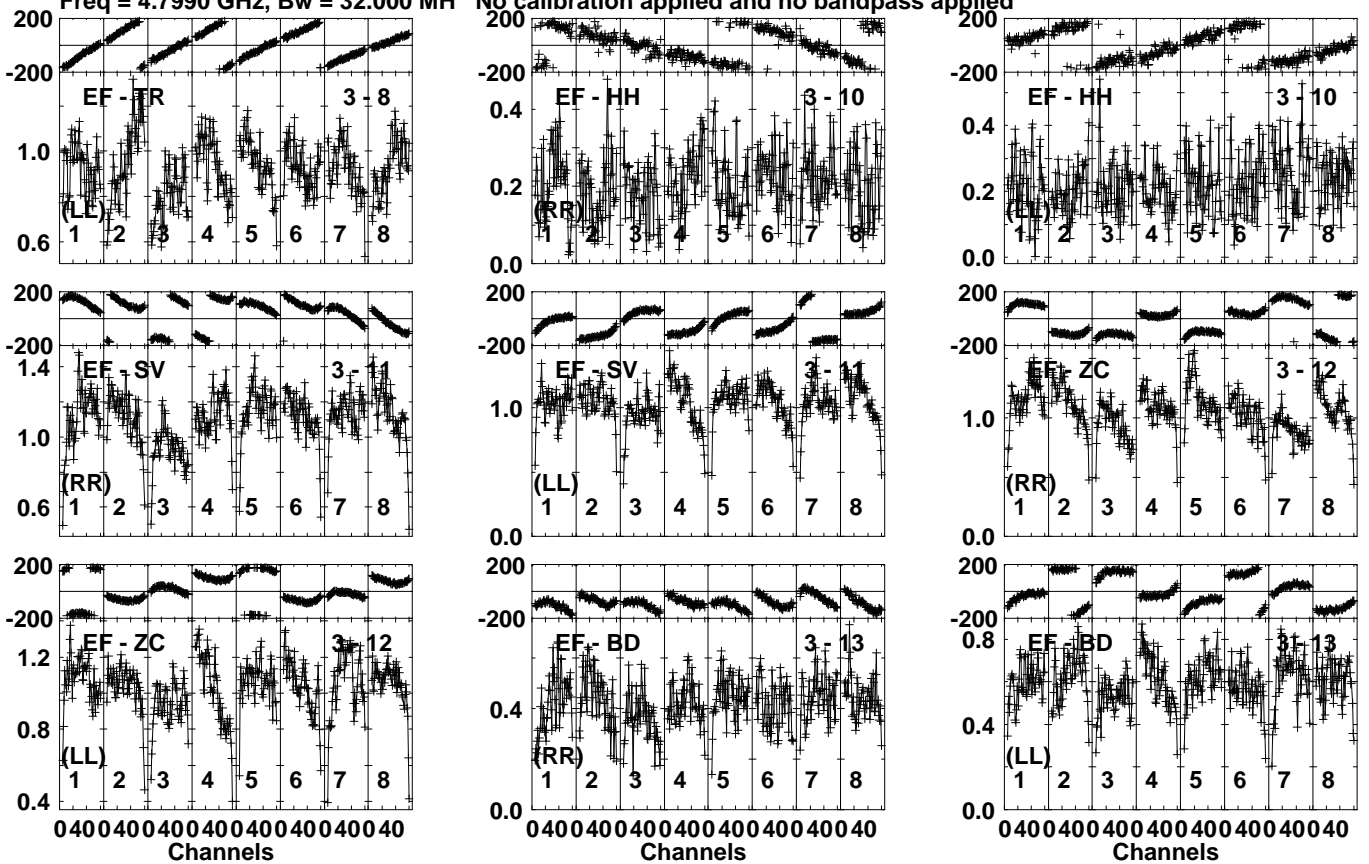 Freq = 4.7990 GHz, Bw = 32.000 MH No calibration applied and no bandpass applied
200
-200
EF - TR 3 - 8
1.0
(LL)
1 2 3 4 5 6 7 8
0.6
200
-200
EF - HH 3 - 10
0.4
0.2
(RR)
1 2 3 4 5 6 7 8
0.0
200
-200
EF - HH 3 - 10
0.4
0.2
(LL)
1 2 3 4 5 6 7 8
0.0
200
-200
1.4
EF - SV 3 - 11
1.0
(RR)
1 2 3 4 5 6 7 8
0.6
200
-200
EF - SV 3 - 11
1.0
(LL)
1 2 3 4 5 6 7 8
0.0
200
-200
EF - ZC 3 - 12
1.0
(RR)
1 2 3 4 5 6 7 8
0.0
200
-200
EF - ZC 3 - 12
1.2
0.8
(LL)
1 2 3 4 5 6 7 8
0.4
200
-200
EF - BD 3 - 13
0.4
(RR)
1 2 3 4 5 6 7 8
0.0
200
-200
EF - BD 3 - 13
0.8
0.4
(LL)
1 2 3 4 5 6 7 8
0.0
0 40 0 40 0 40 0 40 0 40 0 40 0 40 0 40
Channels
0 40 0 40 0 40 0 40 0 40 0 40 0 40 0 40
Channels
0 40 0 40 0 40 0 40 0 40 0 40 0 40 0 40
Channels